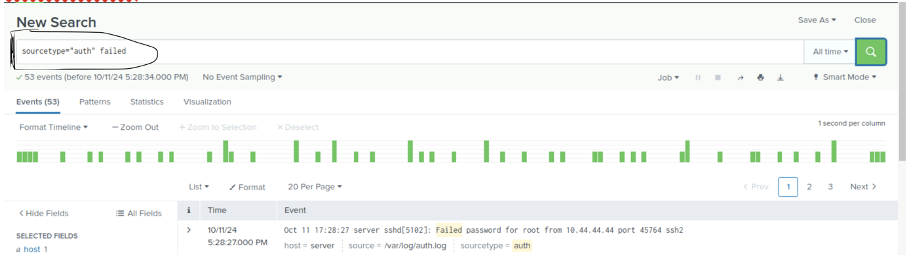 New Search
Save As ▾ Close
sourcetype="auth" failed
All time ▾
✓ 53 events (before 10/11/24 5:28:34.000 PM) No Event Sampling ▾
Job ▾ Smart Mode ▾
Events (53) Patterns Statistics Visualization
Format Timeline ▾ — Zoom Out + Zoom to Selection × Deselect
1 second per column
List ▾ Format 20 Per Page ▾
< Prev 1 2 3 Next >
< Hide Fields All Fields
i Time Event
SELECTED FIELDS
a host 1
> 10/11/24 5:28:27.000 PM
Oct 11 17:28:27 server sshd[5102]: Failed password for root from 10.44.44.44 port 45764 ssh2
host = server source = /var/log/auth.log sourcetype = auth